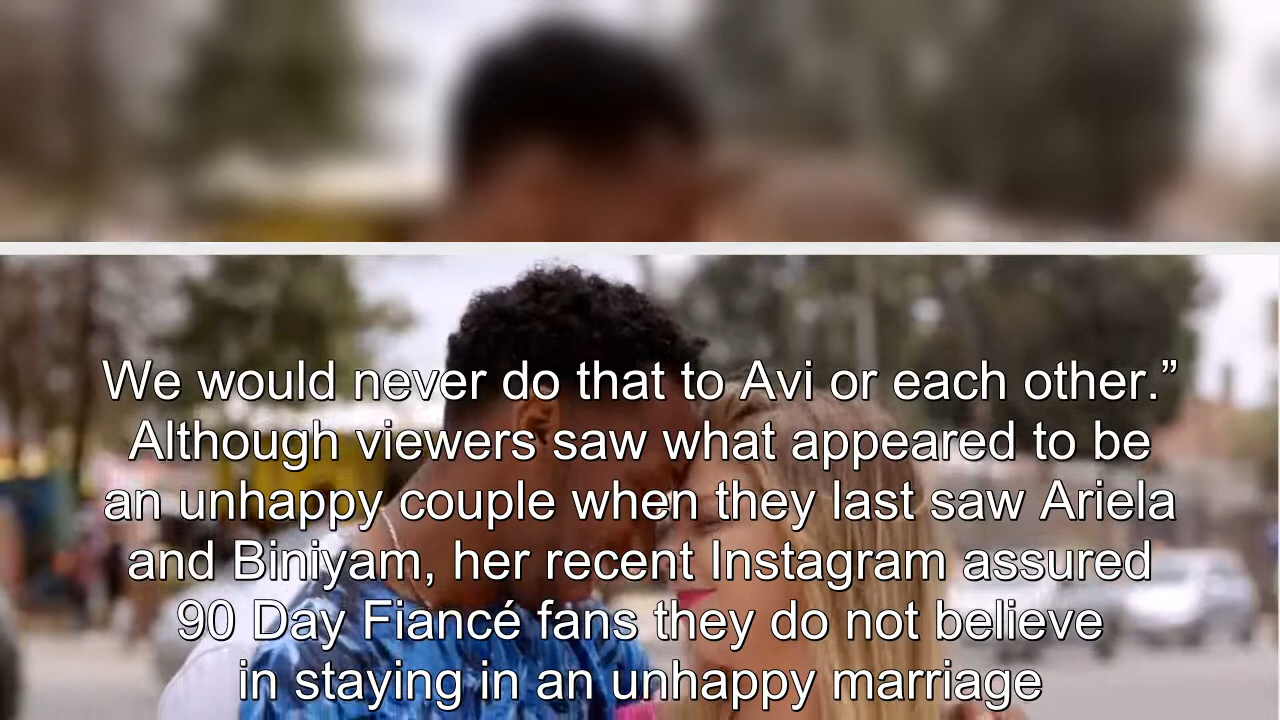 We would never do that to Avi or each other.”
Although viewers saw what appeared to be
an unhappy couple when they last saw Ariela
and Biniyam, her recent Instagram assured
90 Day Fiancé fans they do not believe
in staying in an unhappy marriage